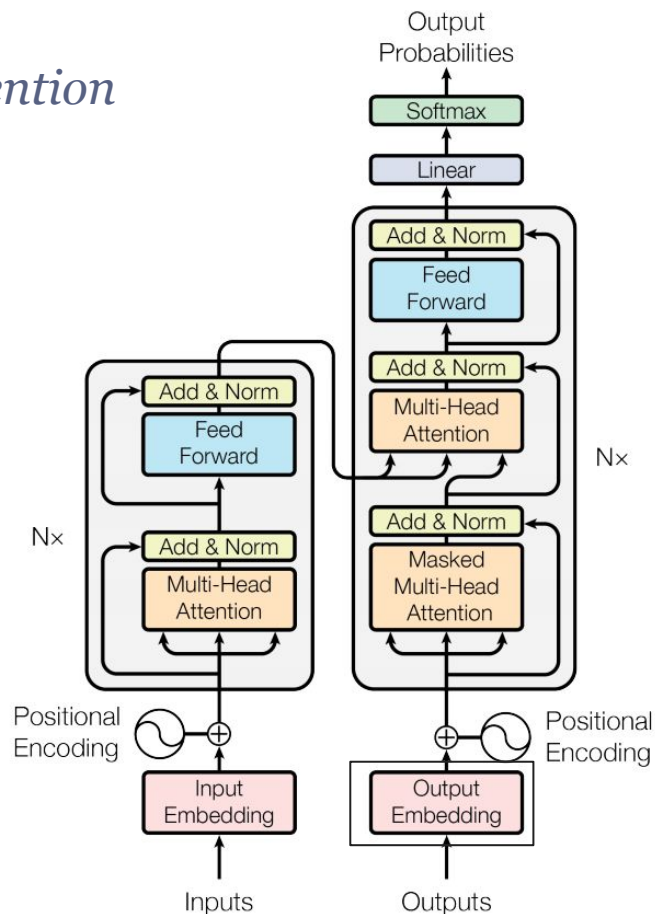 ention
Output
Probabilities
Softmax
Linear
Add & Norm
Feed
Forward
Add & Norm
Multi-Head
Attention
Add & Norm
Masked
Multi-Head
Attention
Nx
Add & Norm
Feed
Forward
Add & Norm
Multi-Head
Attention
Nx
Positional
Encoding
Positional
Encoding
Input
Embedding
Output
Embedding
Inputs
Outputs